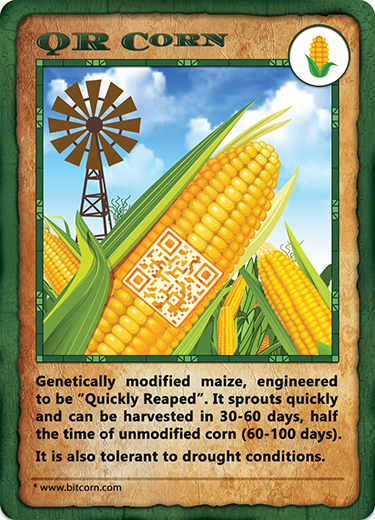 QR Corn
Genetically modified maize, engineered
to be “Quickly Reaped”. It sprouts quickly
and can be harvested in 30-60 days, half
the time of unmodified corn (60-100 days).
It is also tolerant to drought conditions.
* www.bitcorn.com